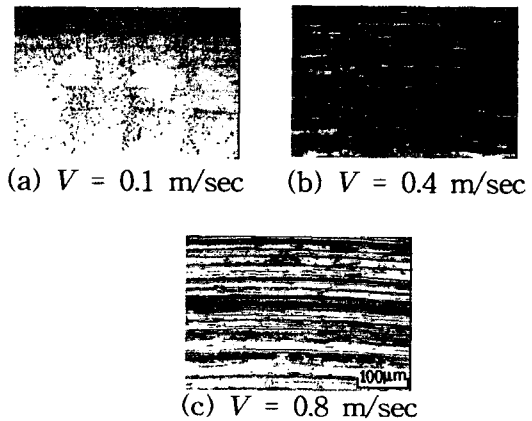 (a) V = 0.1 m/sec
(b) V = 0.4 m/sec
100μm
(c) V = 0.8 m/sec